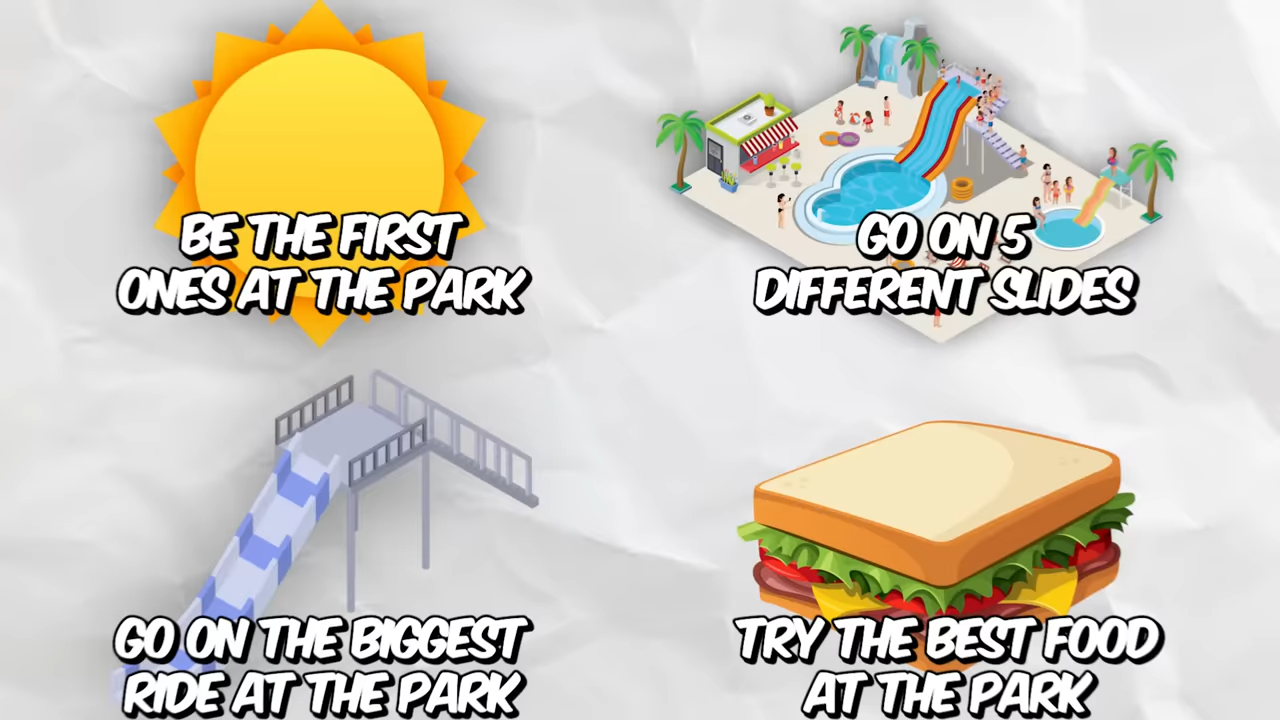 BE THE FIRST
ONES AT THE PARK
GO ON 5
DIFFERENT SLIDES
GO ON THE BIGGEST
RIDE AT THE PARK
TRY THE BEST FOOD
AT THE PARK